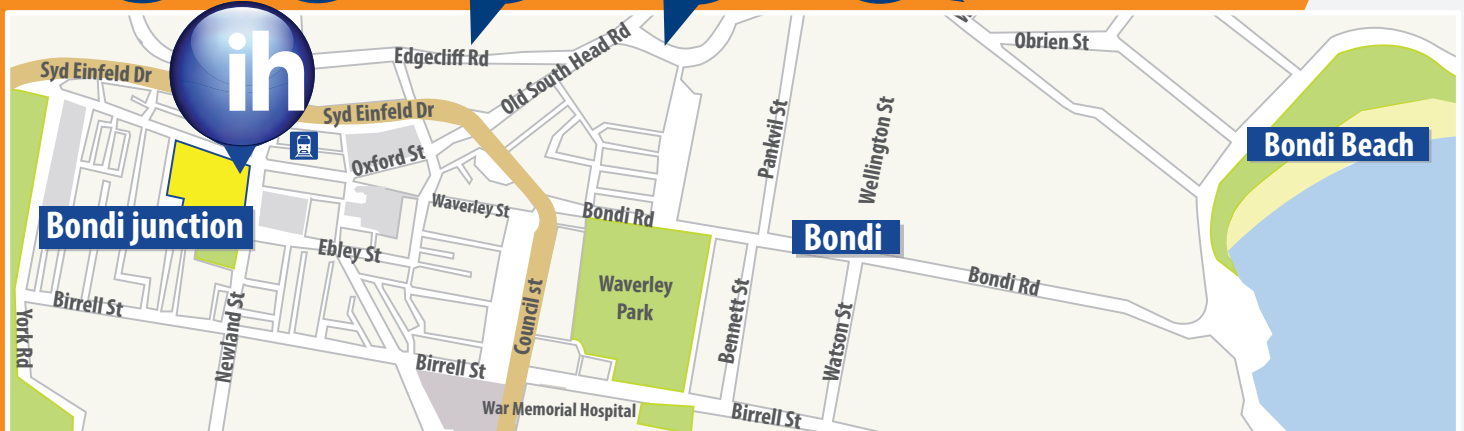 ih
Edgecliff Rd
Old South Head Rd
Obrien St
Syd Einfeld Dr
Syd Einfeld Dr
Pankvil St
Wellington St
Bondi Beach
Oxford St
Waverley St
Bondi Rd
Bondi junction
Bondi
Ebley St
Waverley
Park
Bondi Rd
Birrell St
York Rd
Newland St
Council st
Bennett St
Watson St
Birrell St
War Memorial Hospital
Birrell St